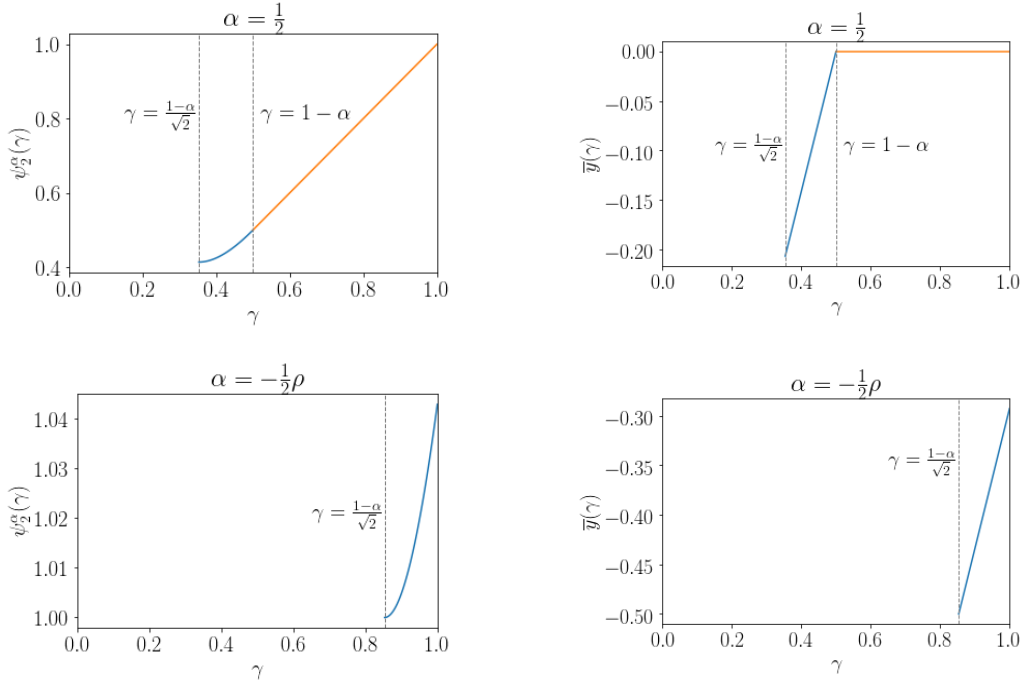 α = 1/2
ψ₂^α(γ)
1.0
0.8
0.6
0.4
γ = (1−α)/√2
γ = 1 − α
0.0 0.2 0.4 0.6 0.8 1.0
γ
α = 1/2
y̅(γ)
0.00
−0.05
−0.10
−0.15
−0.20
γ = (1−α)/√2
γ = 1 − α
0.0 0.2 0.4 0.6 0.8 1.0
γ
α = −1/2 ρ
ψ₂^α(γ)
1.04
1.03
1.02
1.01
1.00
γ = (1−α)/√2
0.0 0.2 0.4 0.6 0.8 1.0
γ
α = −1/2 ρ
y̅(γ)
−0.30
−0.35
−0.40
−0.45
−0.50
γ = (1−α)/√2
0.0 0.2 0.4 0.6 0.8 1.0
γ